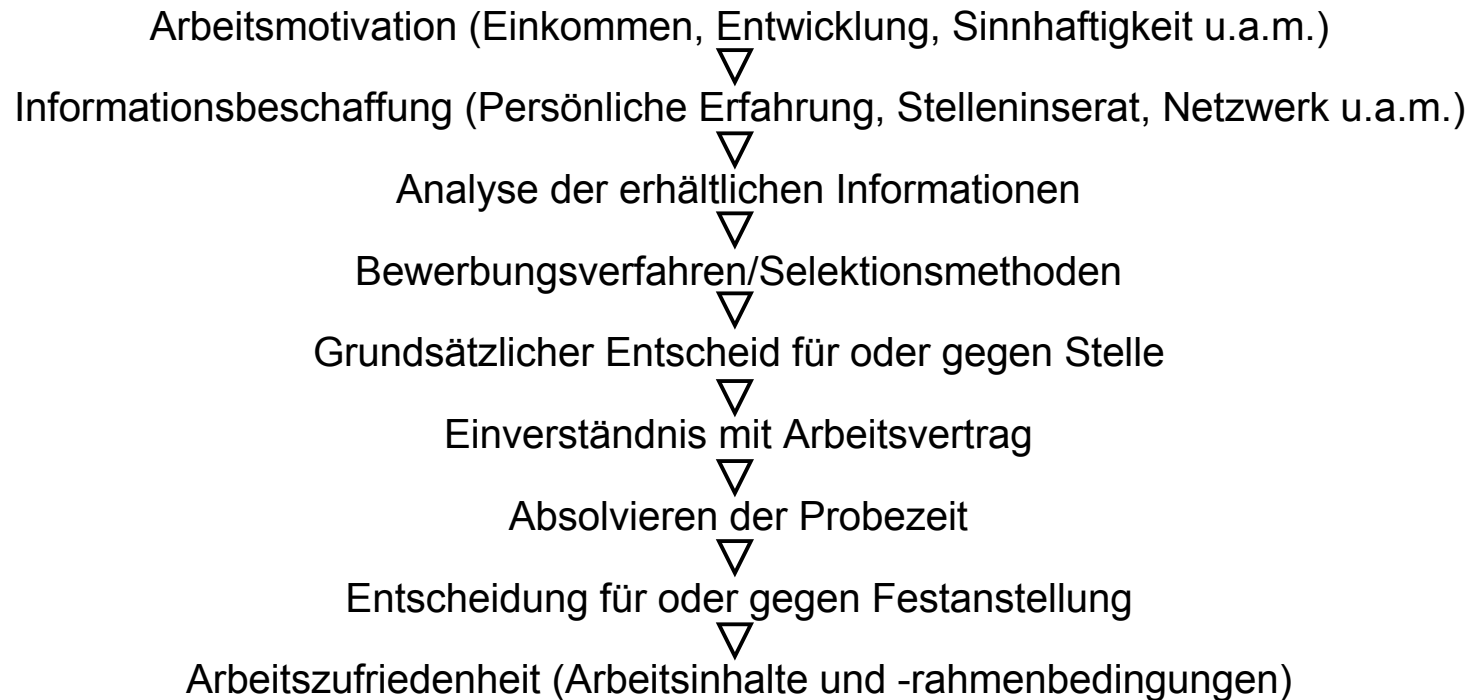 Arbeitsmotivation (Einkommen, Entwicklung, Sinnhaftigkeit u.a.m.)
Informationsbeschaffung (Persönliche Erfahrung, Stelleninserat, Netzwerk u.a.m.)
Analyse der erhältlichen Informationen
Bewerbungsverfahren/Selektionsmethoden
Grundsätzlicher Entscheid für oder gegen Stelle
Einverständnis mit Arbeitsvertrag
Absolvieren der Probezeit
Entscheidung für oder gegen Festanstellung
Arbeitszufriedenheit (Arbeitsinhalte und -rahmenbedingungen)